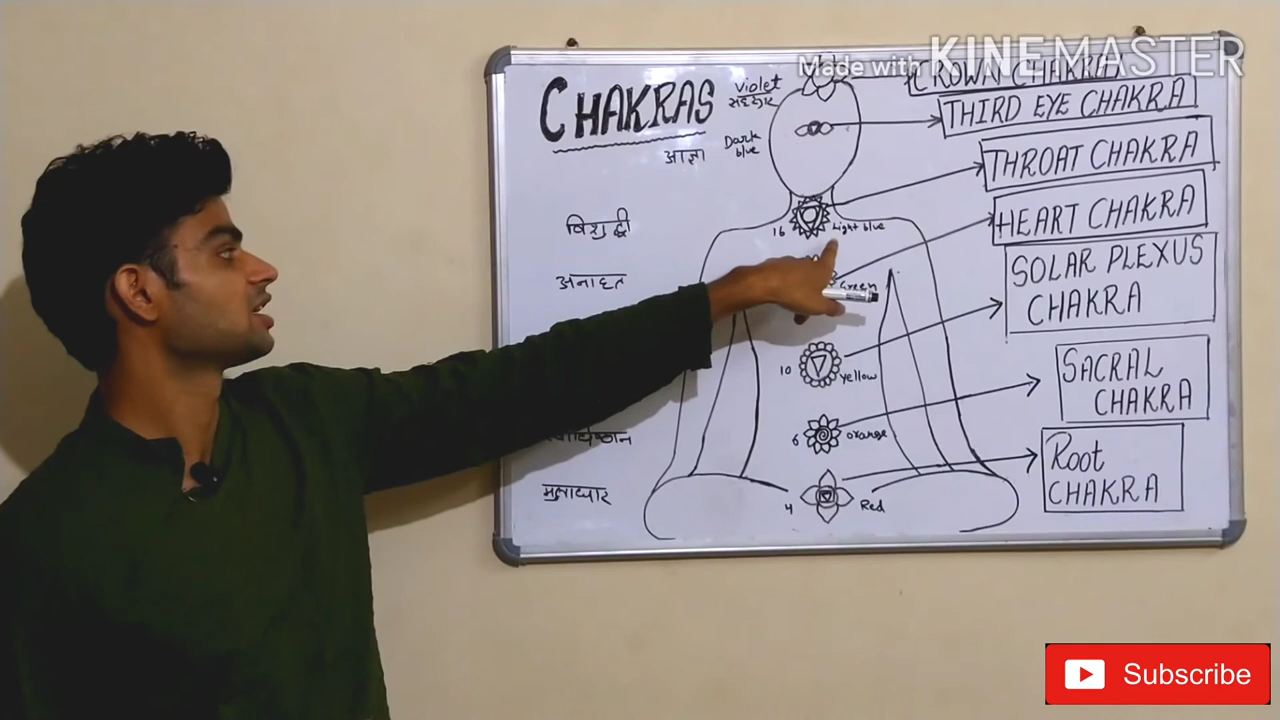 Made with KINEMASTER
CHAKRAS
Violet
CROWN CHAKRA
THIRD EYE CHAKRA
Dark
blue
आज्ञा
THROAT CHAKRA
विशुद्धी
16
Light blue
HEART CHAKRA
अनाहत
Green
SOLAR PLEXUS
CHAKRA
10
yellow
SACRAL
CHAKRA
6
orange
Root
CHAKRA
मुलाधार
4
Red
Subscribe